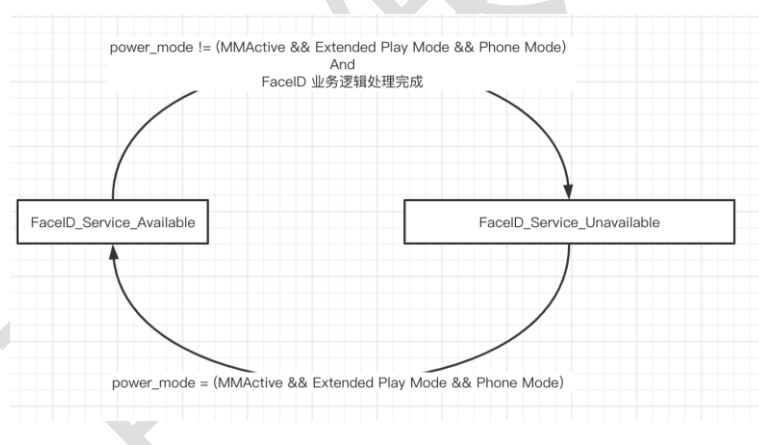 power_mode != (MMActive && Extended Play Mode && Phone Mode)
And
FaceID 业务逻辑处理完成
FaceID_Service_Available
FaceID_Service_Unavailable
power_mode = (MMActive && Extended Play Mode && Phone Mode)